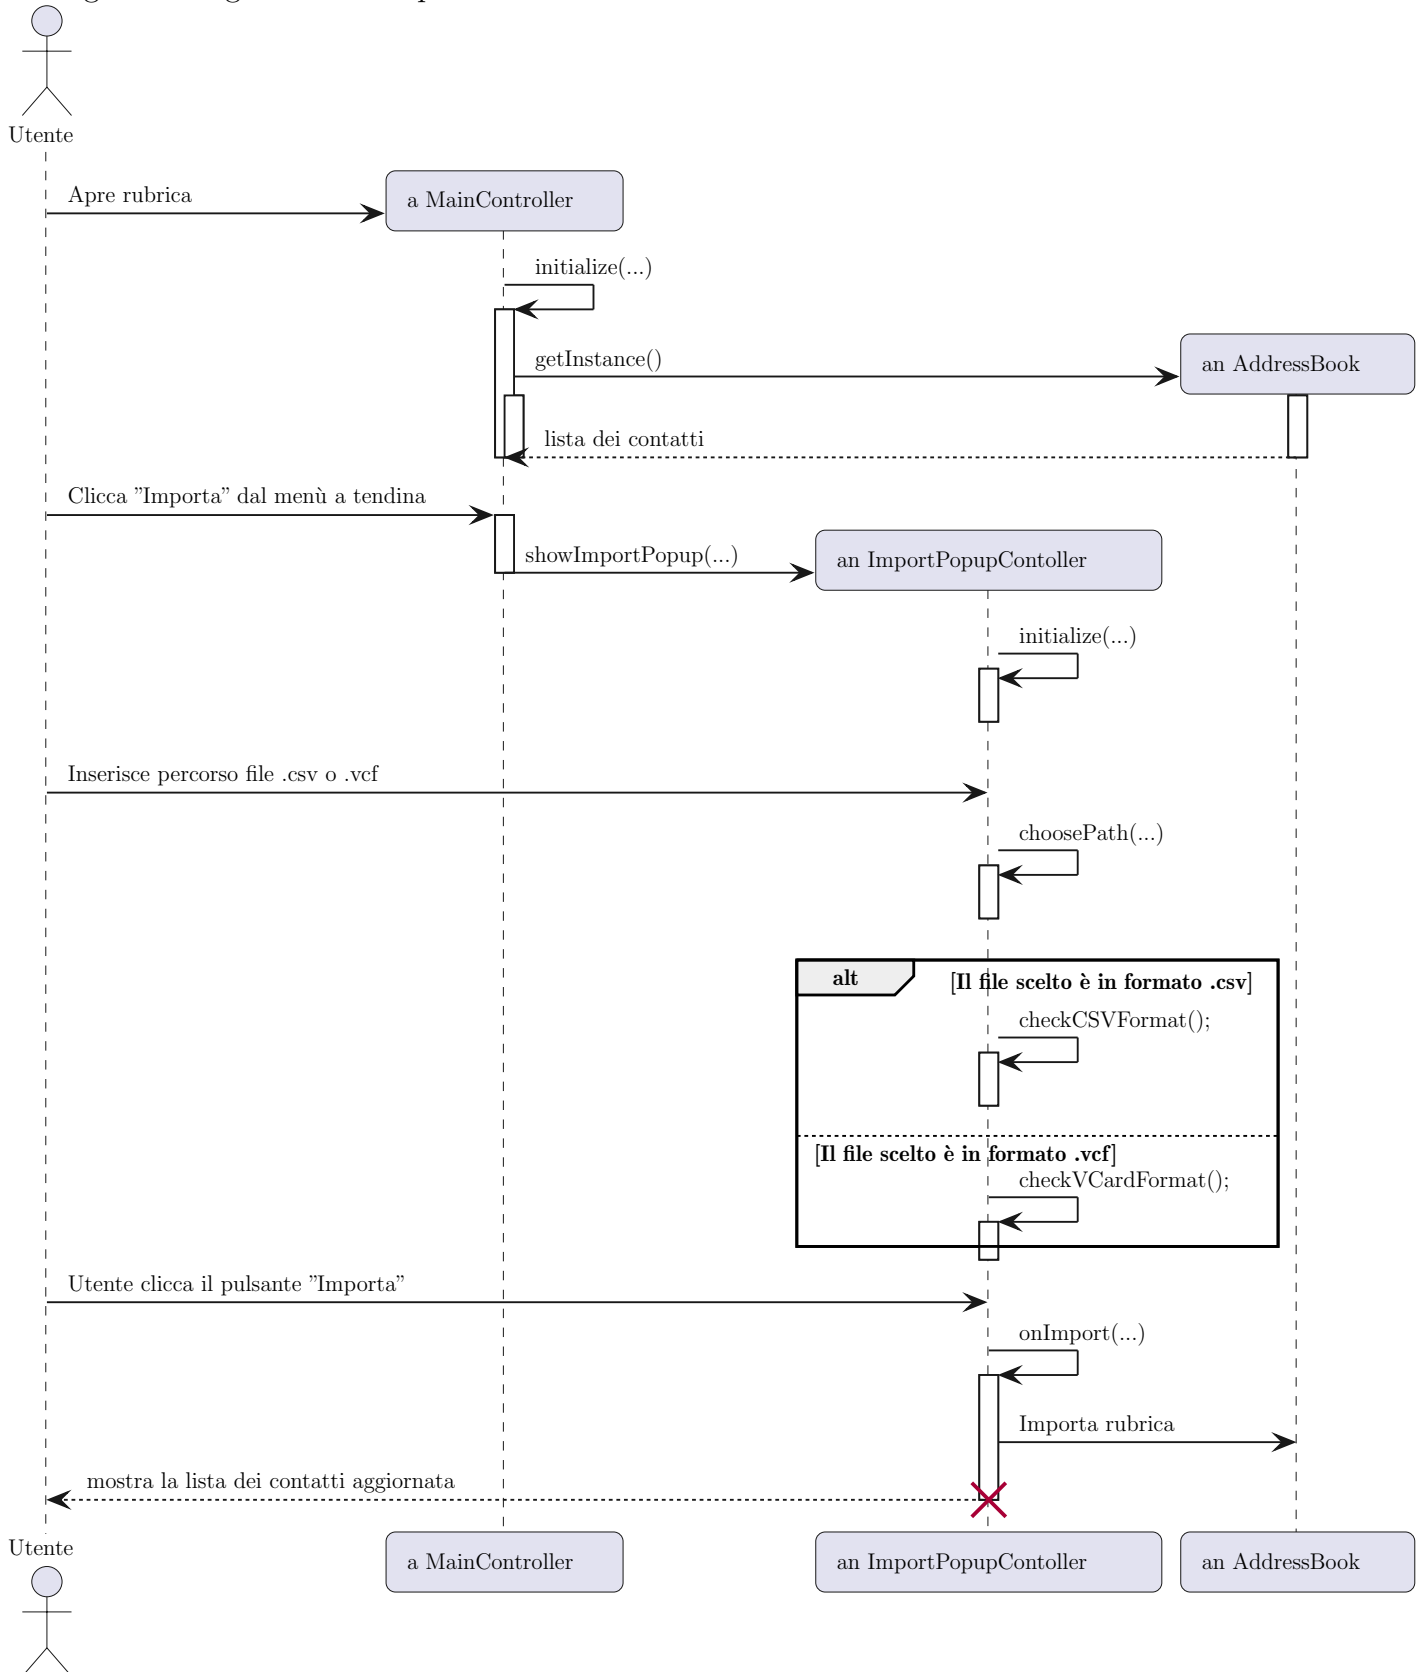 Utente
Apre rubrica
a MainController
initialize(...)
getInstance()
an AddressBook
lista dei contatti
Clicca ”Importa” dal menù a tendina
showImportPopup(...)
an ImportPopupContoller
initialize(...)
Inserisce percorso file .csv o .vcf
choosePath(...)
alt
[Il file scelto è in formato .csv]
checkCSVFormat();
[Il file scelto è in formato .vcf]
checkVCardFormat();
Utente clicca il pulsante ”Importa”
onImport(...)
Importa rubrica
mostra la lista dei contatti aggiornata
Utente
a MainController
an ImportPopupContoller
an AddressBook